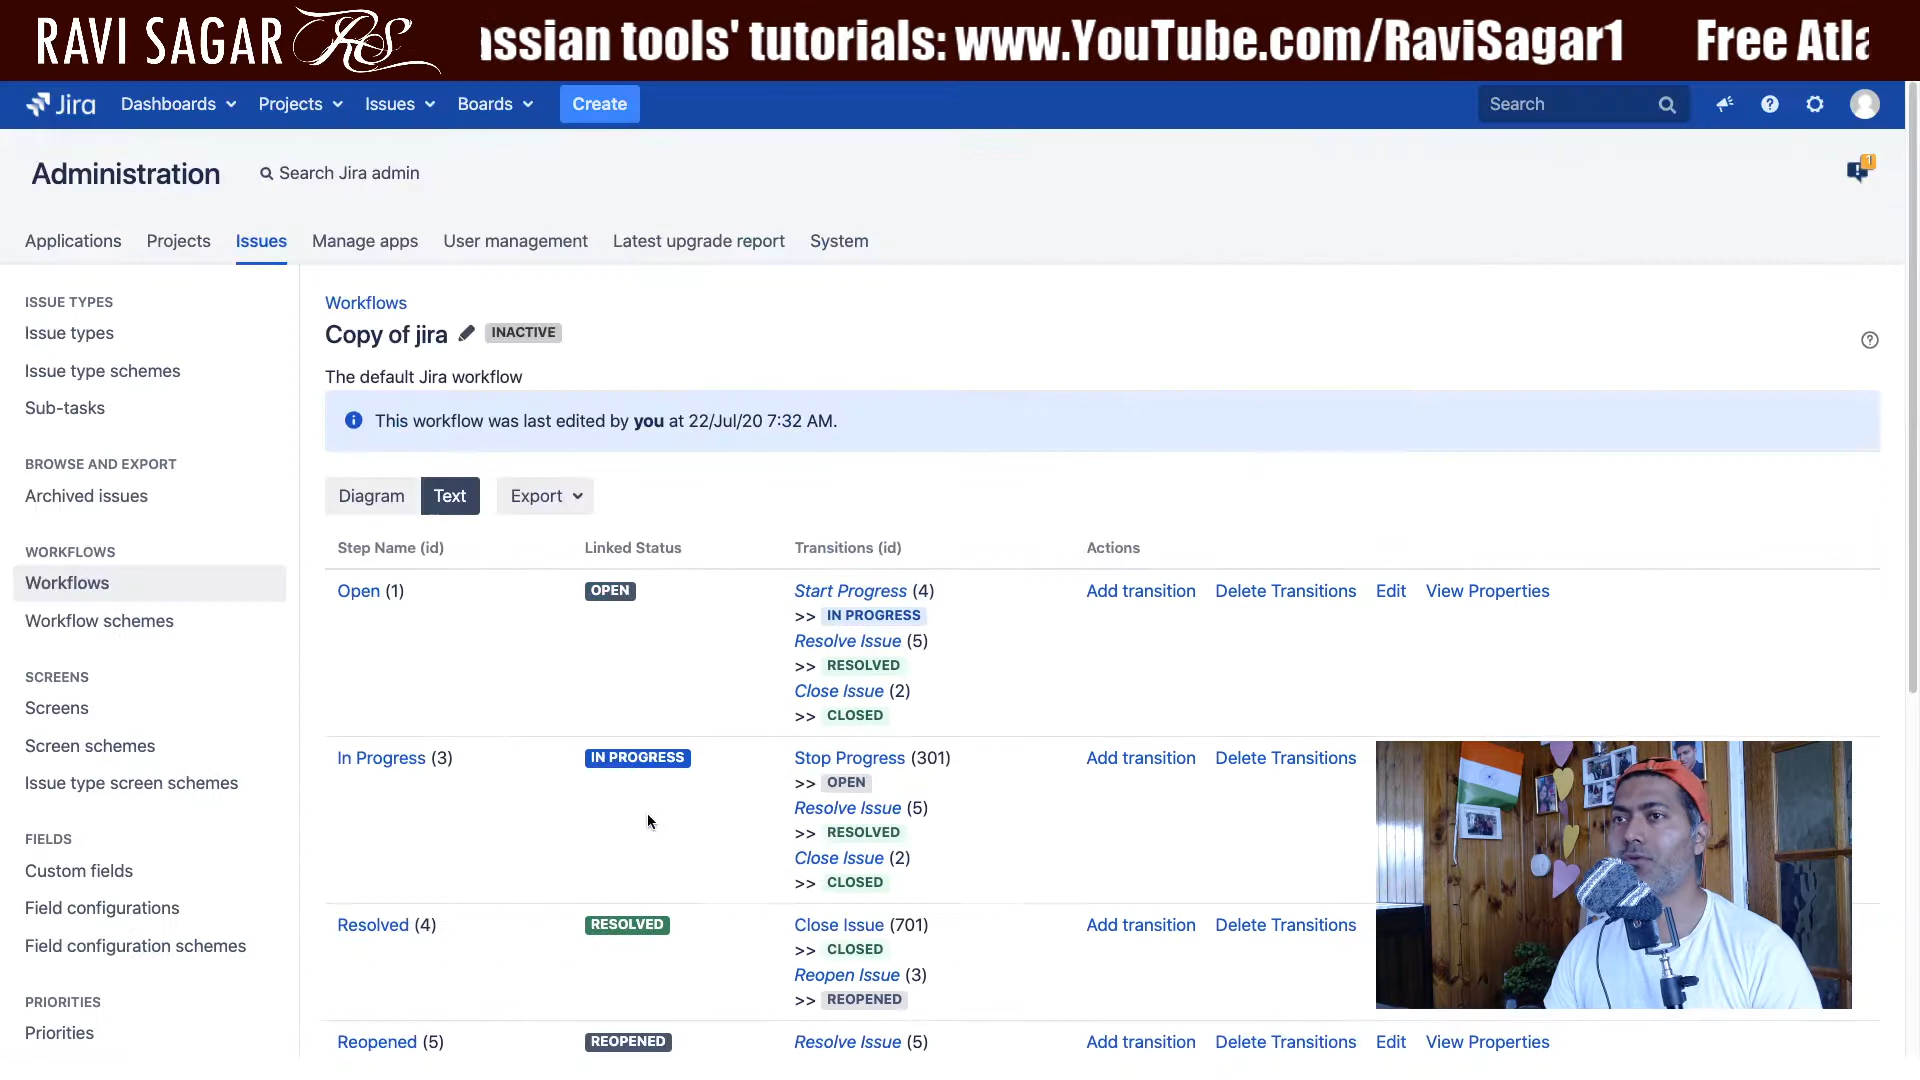 RAVI SAGAR RS
assian tools' tutorials: www.YouTube.com/RaviSagar1 Free Atla
Jira Dashboards Projects Issues Boards Create Search
Administration Search Jira admin 1
Applications Projects Issues Manage apps User management Latest upgrade report System
ISSUE TYPES
Issue types
Issue type schemes
Sub-tasks
BROWSE AND EXPORT
Archived issues
WORKFLOWS
Workflows
Workflow schemes
SCREENS
Screens
Screen schemes
Issue type screen schemes
FIELDS
Custom fields
Field configurations
Field configuration schemes
PRIORITIES
Priorities
Workflows
Copy of jira INACTIVE
The default Jira workflow
This workflow was last edited by you at 22/Jul/20 7:32 AM.
Diagram Text Export
Step Name (id) Linked Status Transitions (id) Actions
Open (1) OPEN Start Progress (4) Add transition Delete Transitions Edit View Properties
>> IN PROGRESS
Resolve Issue (5)
>> RESOLVED
Close Issue (2)
>> CLOSED
In Progress (3) IN PROGRESS Stop Progress (301) Add transition Delete Transitions
>> OPEN
Resolve Issue (5)
>> RESOLVED
Close Issue (2)
>> CLOSED
Resolved (4) RESOLVED Close Issue (701) Add transition Delete Transitions
>> CLOSED
Reopen Issue (3)
>> REOPENED
Reopened (5) REOPENED Resolve Issue (5) Add transition Delete Transitions Edit View Properties